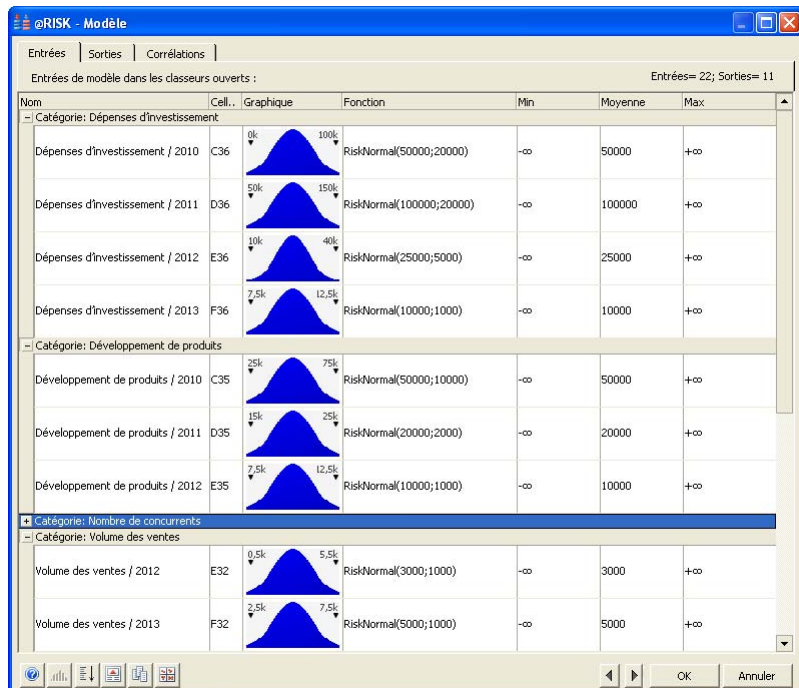 @RISK - Modèle
Entrées Sorties Corrélations
Entrées de modèle dans les classeurs ouverts : Entrées= 22; Sorties= 11
Nom Cell.. Graphique Fonction Min Moyenne Max
Catégorie: Dépenses d'investissement
0k 100k
Dépenses d'investissement / 2010 C36 RiskNormal(50000;20000) -∞ 50000 +∞
50k 150k
Dépenses d'investissement / 2011 D36 RiskNormal(100000;20000) -∞ 100000 +∞
10k 40k
Dépenses d'investissement / 2012 E36 RiskNormal(25000;5000) -∞ 25000 +∞
7,5k 12,5k
Dépenses d'investissement / 2013 F36 RiskNormal(10000;1000) -∞ 10000 +∞
Catégorie: Développement de produits
25k 75k
Développement de produits / 2010 C35 RiskNormal(50000;10000) -∞ 50000 +∞
15k 25k
Développement de produits / 2011 D35 RiskNormal(20000;2000) -∞ 20000 +∞
7,5k 12,5k
Développement de produits / 2012 E35 RiskNormal(10000;1000) -∞ 10000 +∞
Catégorie: Nombre de concurrents
Catégorie: Volume des ventes
0,5k 5,5k
Volume des ventes / 2012 E32 RiskNormal(3000;1000) -∞ 3000 +∞
2,5k 7,5k
Volume des ventes / 2013 F32 RiskNormal(5000;1000) -∞ 5000 +∞
OK Annuler